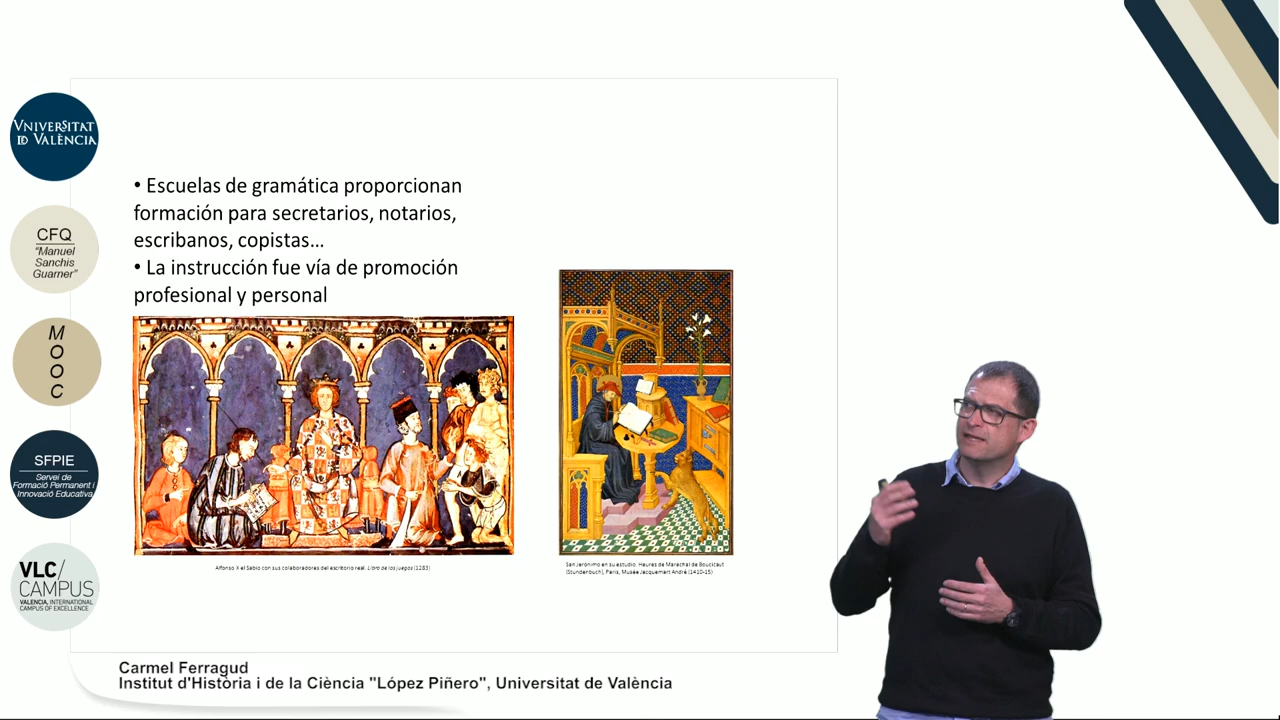 VNIVERSITAT
ID VALÈNCIA
CFQ
"Manuel
Sanchis
Guarner"
M
O
O
C
SFPIE
Servei de
Formació Permanent i
Innovació Educativa
VLC/
CAMPUS
VALENCIA, INTERNATIONAL
CAMPUS OF EXCELLENCE
• Escuelas de gramática proporcionan
formación para secretarios, notarios,
escribanos, copistas...
• La instrucción fue vía de promoción
profesional y personal
Alfonso X el Sabio con sus colaboradores del escritorio real. Libro de los juegos (1283)
San Jerónimo en su estudio. Heures de Maréchal de Boucicaut
(Stundenbuch), Paris, Musée Jacquemart André (1410-15)
Carmel Ferragud
Institut d'Història i de la Ciència "López Piñero", Universitat de València